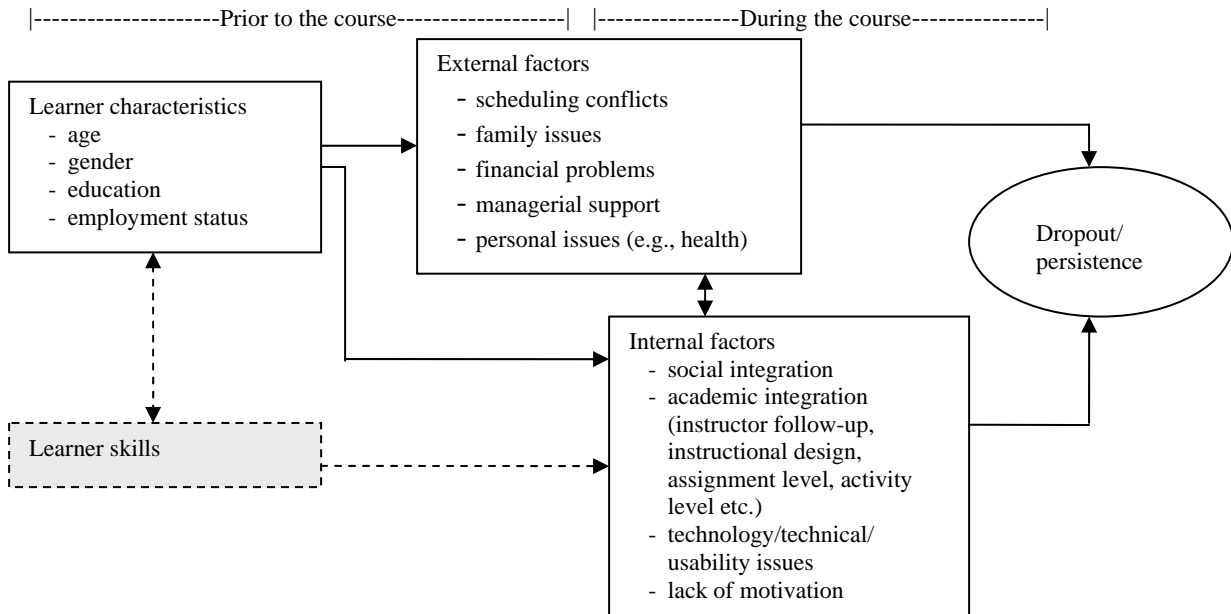 |--------------------Prior to the course------------------| |---------------During the course----------------|
Learner characteristics
- age
- gender
- education
- employment status
External factors
- scheduling conflicts
- family issues
- financial problems
- managerial support
- personal issues (e.g., health)
Dropout/
persistence
Learner skills
Internal factors
- social integration
- academic integration
(instructor follow-up,
instructional design,
assignment level, activity
level etc.)
- technology/technical/
usability issues
- lack of motivation